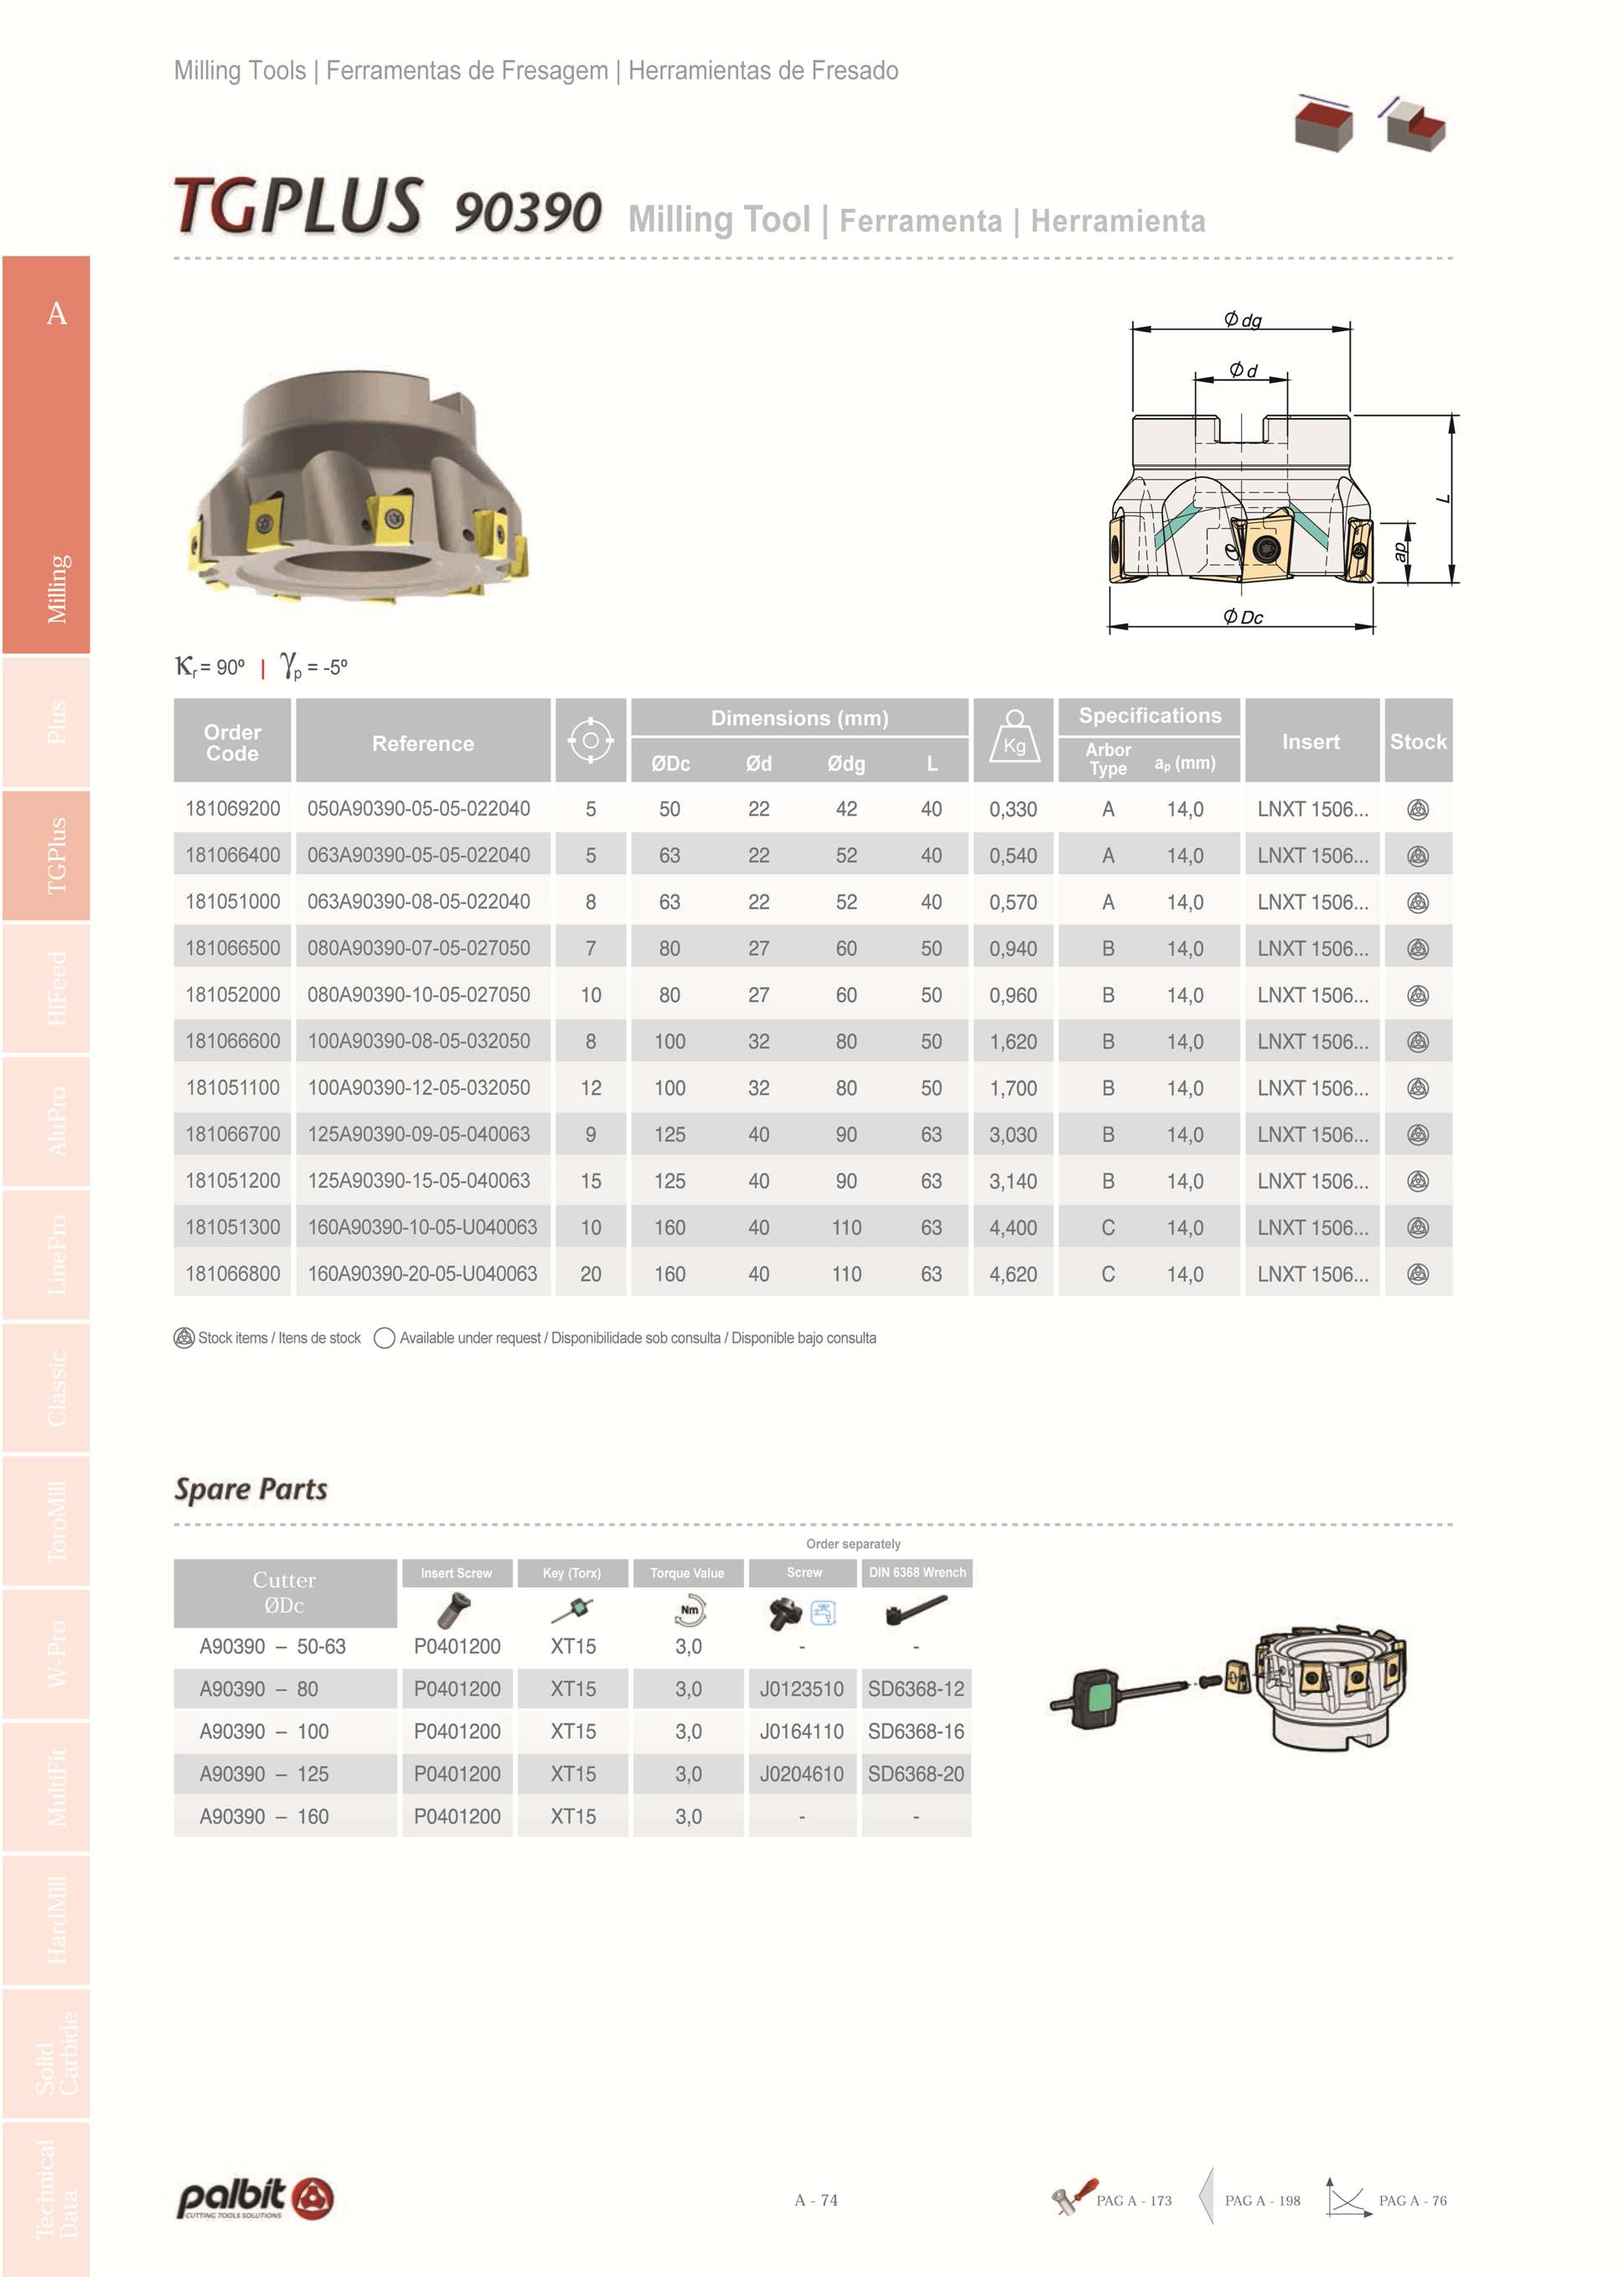 Milling Tools | Ferramentas de Fresagem | Herramientas de Fresado
TGPLUS 90390 Milling Tool | Ferramenta | Herramienta
A
Milling
Plus
TGPlus
HiFeed
AluPro
LinePro
Classic
ToroMill
W-Pro
MultiFit
HardMill
Solid
Carbide
Technical
Data
Ø dg
Ø d
L
ap
Ø Dc
Κr = 90º | γp = -5º
Order Code Reference Dimensions (mm) Kg Specifications Insert Stock
ØDc Ød Ødg L Arbor Type ap (mm)
181069200 050A90390-05-05-022040 5 50 22 42 40 0,330 A 14,0 LNXT 1506...
181066400 063A90390-05-05-022040 5 63 22 52 40 0,540 A 14,0 LNXT 1506...
181051000 063A90390-08-05-022040 8 63 22 52 40 0,570 A 14,0 LNXT 1506...
181066500 080A90390-07-05-027050 7 80 27 60 50 0,940 B 14,0 LNXT 1506...
181052000 080A90390-10-05-027050 10 80 27 60 50 0,960 B 14,0 LNXT 1506...
181066600 100A90390-08-05-032050 8 100 32 80 50 1,620 B 14,0 LNXT 1506...
181051100 100A90390-12-05-032050 12 100 32 80 50 1,700 B 14,0 LNXT 1506...
181066700 125A90390-09-05-040063 9 125 40 90 63 3,030 B 14,0 LNXT 1506...
181051200 125A90390-15-05-040063 15 125 40 90 63 3,140 B 14,0 LNXT 1506...
181051300 160A90390-10-05-U040063 10 160 40 110 63 4,400 C 14,0 LNXT 1506...
181066800 160A90390-20-05-U040063 20 160 40 110 63 4,620 C 14,0 LNXT 1506...
Stock items / Itens de stock Available under request / Disponibilidade sob consulta / Disponible bajo consulta
Spare Parts
Order separately
Cutter ØDc Insert Screw Key (Torx) Torque Value Screw DIN 6368 Wrench
Nm
A90390 – 50-63 P0401200 XT15 3,0 - -
A90390 – 80 P0401200 XT15 3,0 J0123510 SD6368-12
A90390 – 100 P0401200 XT15 3,0 J0164110 SD6368-16
A90390 – 125 P0401200 XT15 3,0 J0204610 SD6368-20
A90390 – 160 P0401200 XT15 3,0 - -
palbit
CUTTING TOOLS SOLUTIONS
A - 74
PAG A - 173 PAG A - 198 PAG A - 76